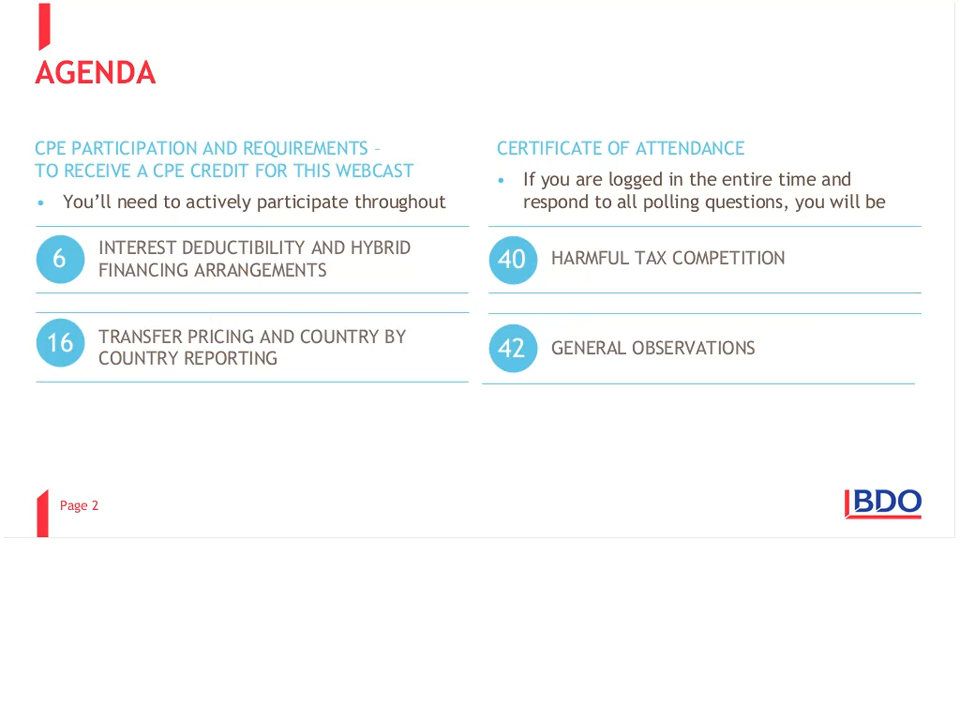 AGENDA
CPE PARTICIPATION AND REQUIREMENTS –
TO RECEIVE A CPE CREDIT FOR THIS WEBCAST
• You’ll need to actively participate throughout
6
INTEREST DEDUCTIBILITY AND HYBRID
FINANCING ARRANGEMENTS
16
TRANSFER PRICING AND COUNTRY BY
COUNTRY REPORTING
CERTIFICATE OF ATTENDANCE
• If you are logged in the entire time and
respond to all polling questions, you will be
40
HARMFUL TAX COMPETITION
42
GENERAL OBSERVATIONS
Page 2
BDO